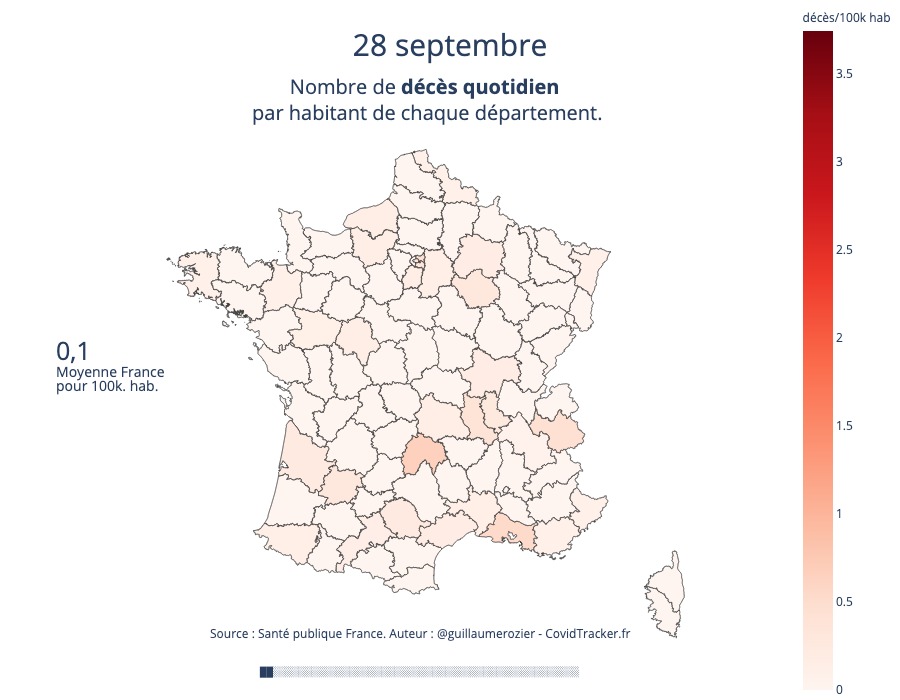 décès/100k hab
28 septembre
Nombre de décès quotidien
par habitant de chaque département.
3.5
3
2.5
2
0,1
Moyenne France
pour 100k. hab.
1.5
1
0.5
Source : Santé publique France. Auteur : @guillaumerozier - CovidTracker.fr
0